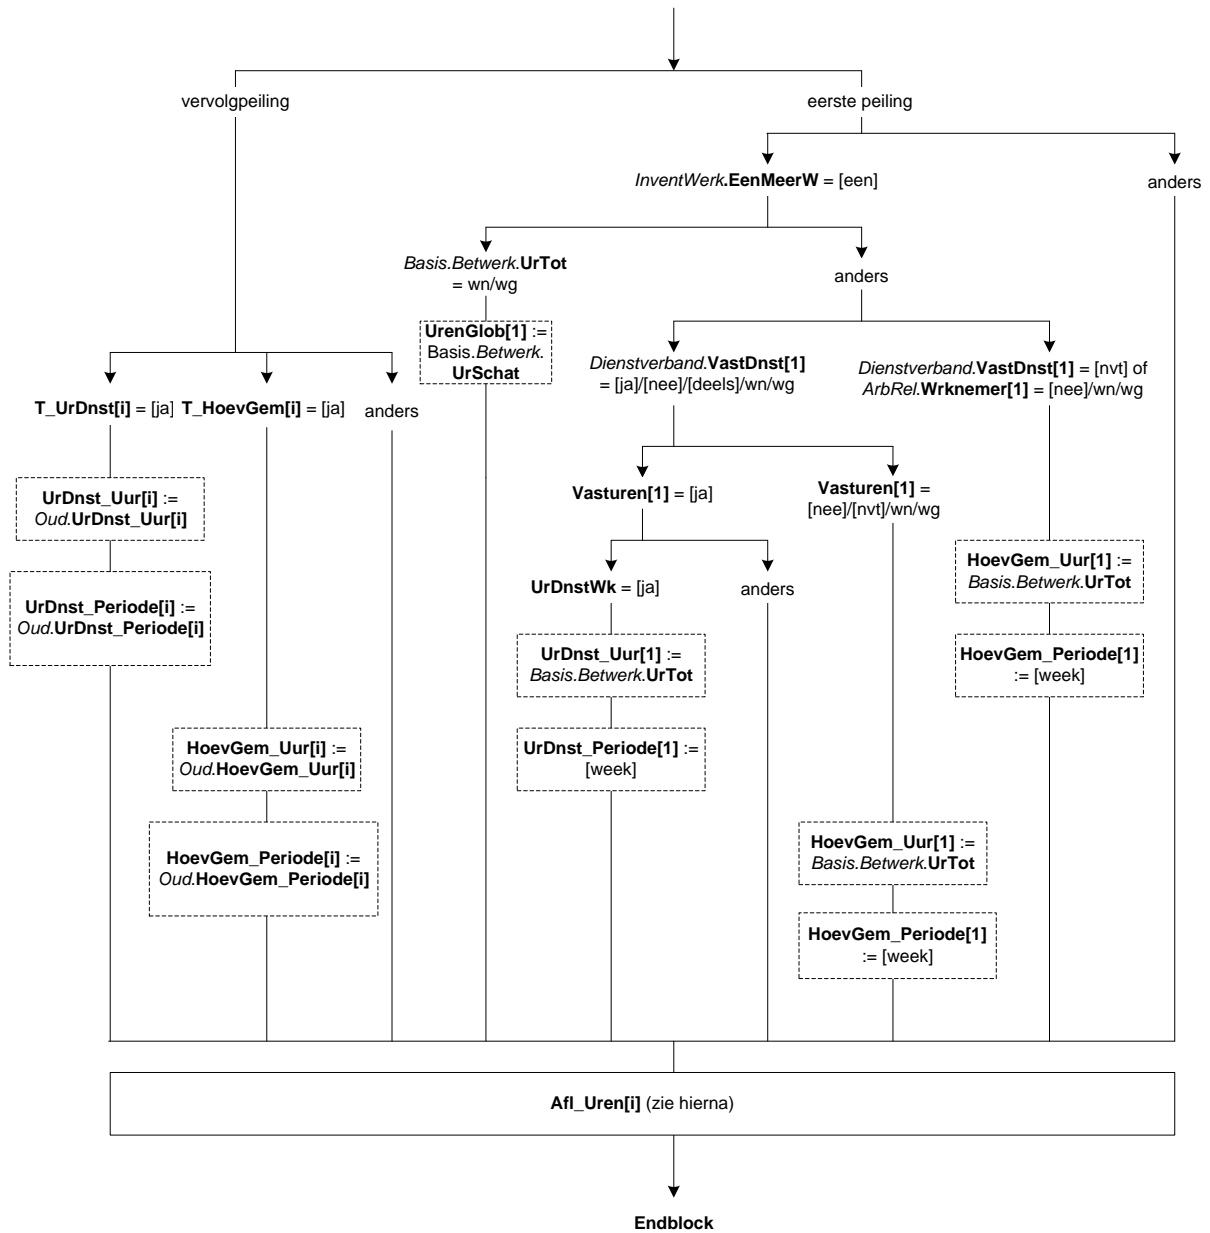 vervolgpeiling
eerste peiling
InventWerk.EenMeerW = [een]
anders
Basis.Betwerk.UrTot
= wn/wg
anders
UrenGlob[1] :=
Basis.Betwerk.
UrSchat
Dienstverband.VastDnst[1]
= [ja]/[nee]/[deels]/wn/wg
Dienstverband.VastDnst[1] = [nvt] of
ArbRel.Wrknemer[1] = [nee]/wn/wg
T_UrDnst[i] = [ja]
T_HoevGem[i] = [ja]
anders
UrDnst_Uur[i] :=
Oud.UrDnst_Uur[i]
Vasturen[1] = [ja]
Vasturen[1] =
[nee]/[nvt]/wn/wg
UrDnst_Periode[i] :=
Oud.UrDnst_Periode[i]
UrDnstWk = [ja]
anders
HoevGem_Uur[1] :=
Basis.Betwerk.UrTot
UrDnst_Uur[1] :=
Basis.Betwerk.UrTot
HoevGem_Periode[1]
:= [week]
HoevGem_Uur[i] :=
Oud.HoevGem_Uur[i]
UrDnst_Periode[1] :=
[week]
HoevGem_Periode[i] :=
Oud.HoevGem_Periode[i]
HoevGem_Uur[1] :=
Basis.Betwerk.UrTot
HoevGem_Periode[1]
:= [week]
Afl_Uren[i] (zie hierna)
Endblock